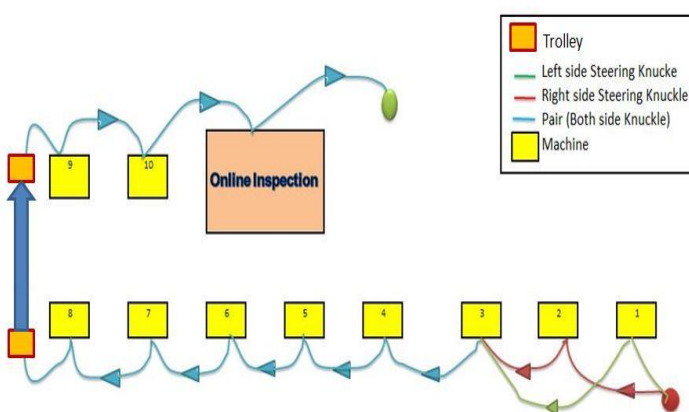 Trolley
Left side Steering Knucke
Right side Steering Knuckle
Pair (Both side Knuckle)
Machine
9
10
Online Inspection
8
7
6
5
4
3
2
1